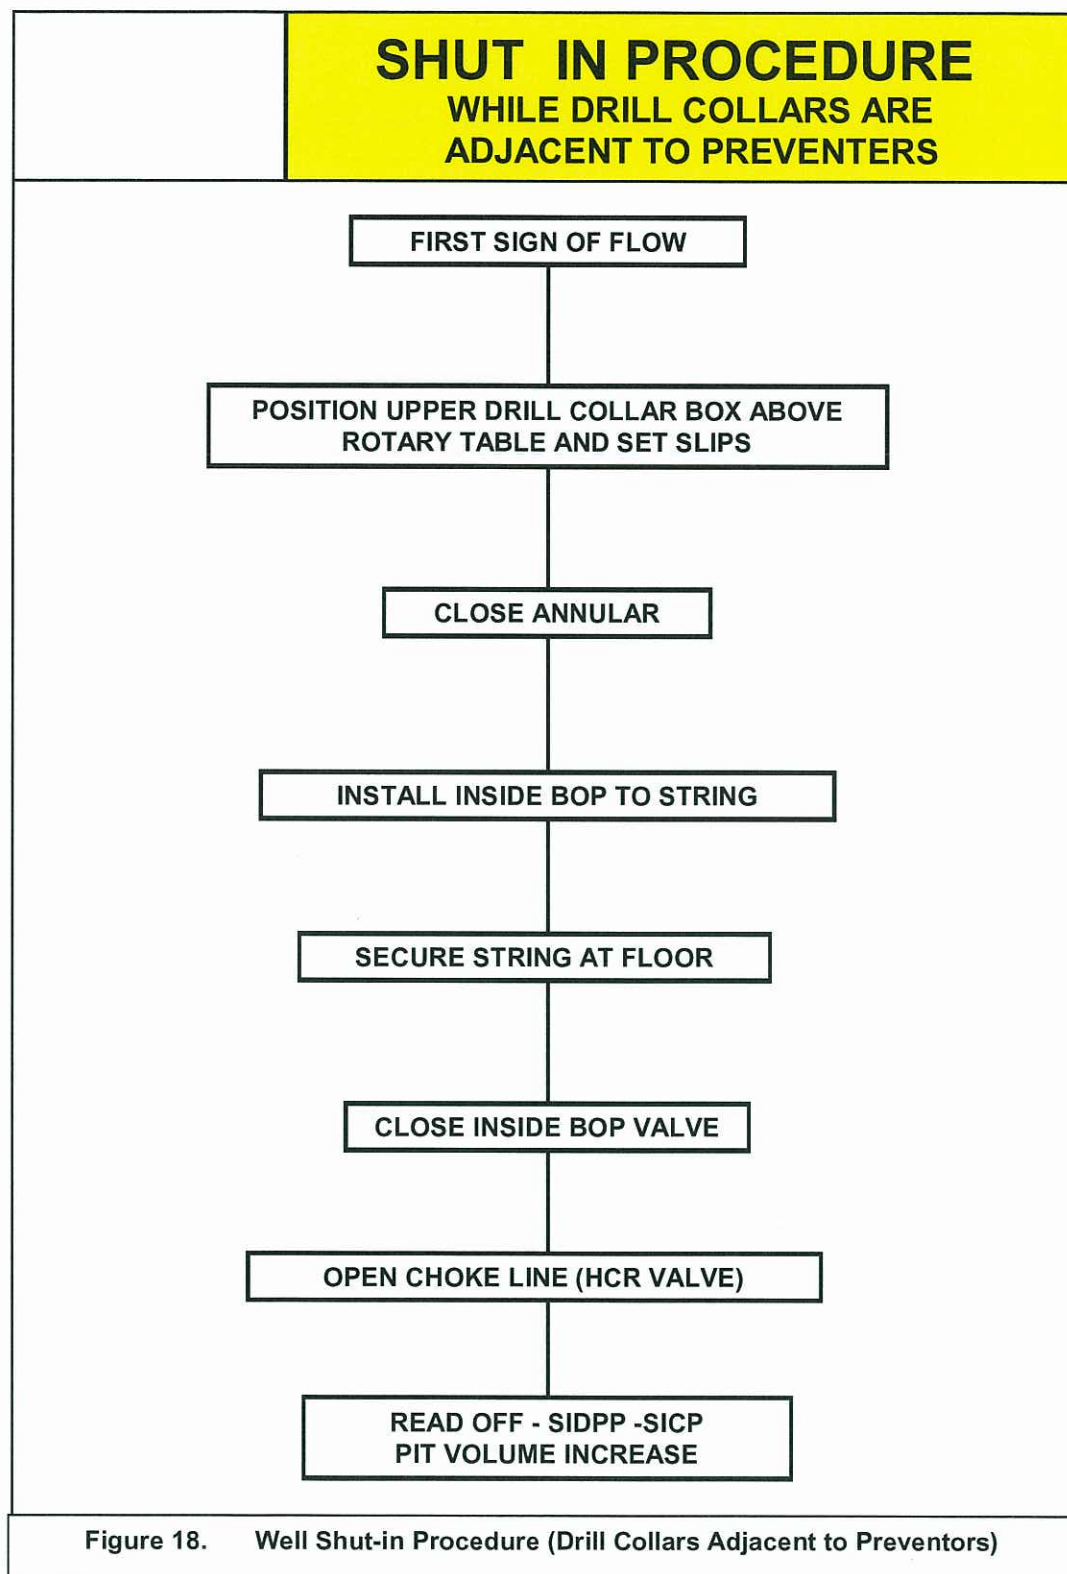 SHUT IN PROCEDURE
WHILE DRILL COLLARS ARE
ADJACENT TO PREVENTERS
FIRST SIGN OF FLOW
POSITION UPPER DRILL COLLAR BOX ABOVE
ROTARY TABLE AND SET SLIPS
CLOSE ANNULAR
INSTALL INSIDE BOP TO STRING
SECURE STRING AT FLOOR
CLOSE INSIDE BOP VALVE
OPEN CHOKE LINE (HCR VALVE)
READ OFF - SIDPP -SICP
PIT VOLUME INCREASE
Figure 18. Well Shut-in Procedure (Drill Collars Adjacent to Preventors)